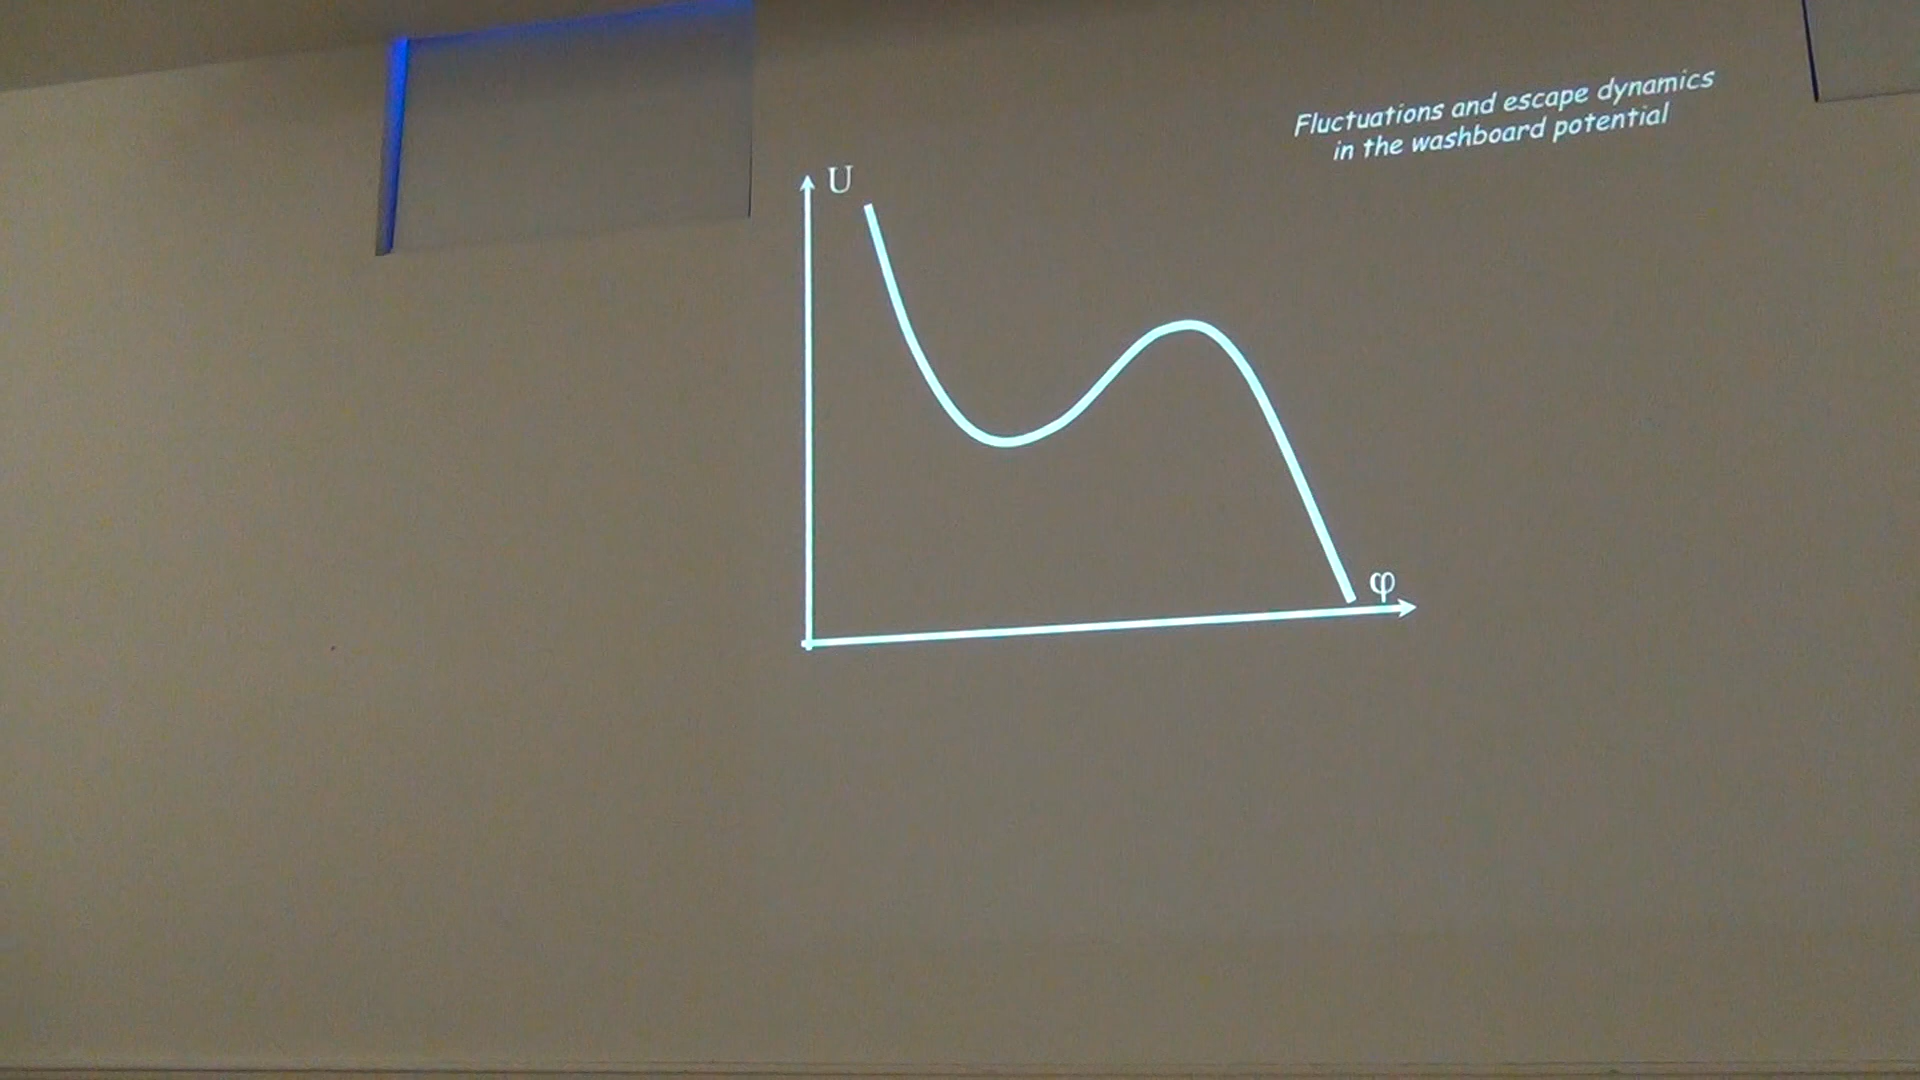 Fluctuations and escape dynamics
in the washboard potential
U
φ